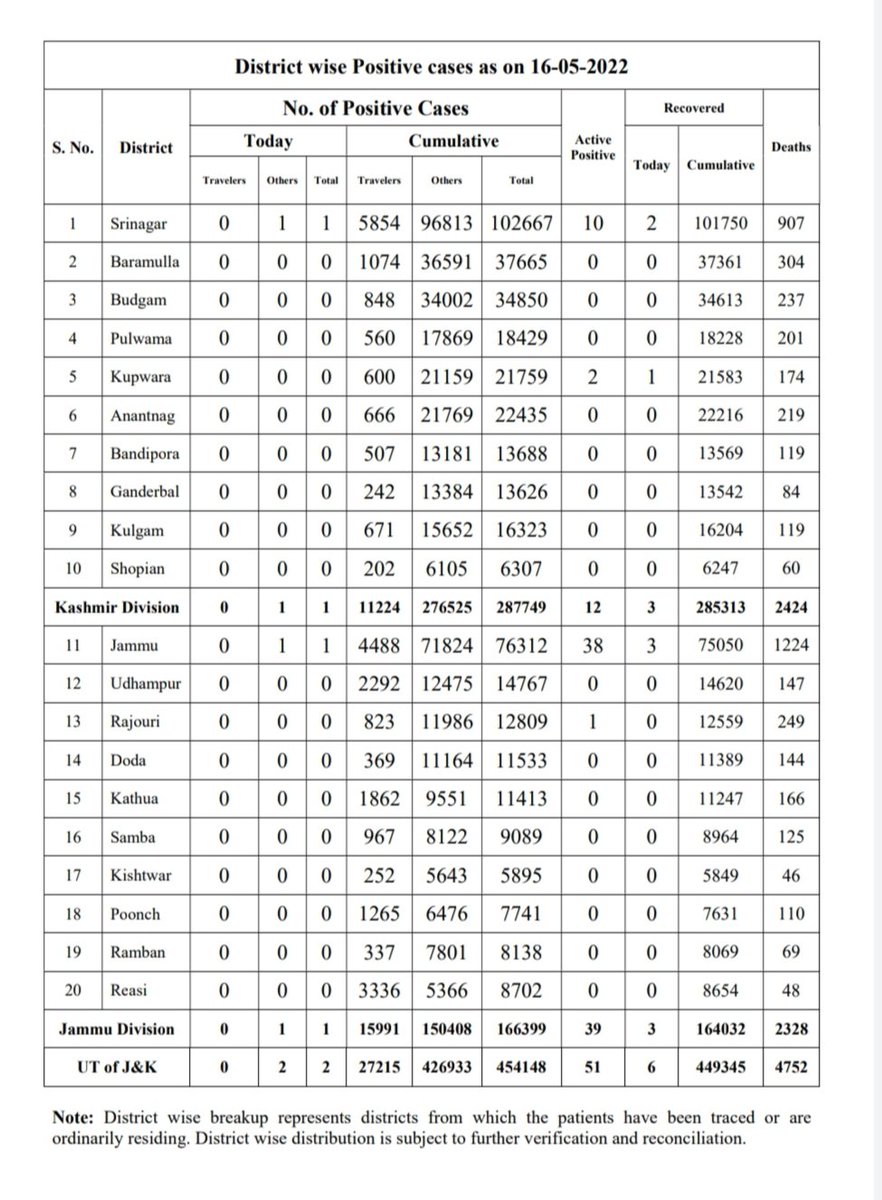 District wise Positive cases as on 16-05-2022
S. No. District No. of Positive Cases Active Positive Recovered Deaths
Today Cumulative Today Cumulative
Travelers Others Total Travelers Others Total
1 Srinagar 0 1 1 5854 96813 102667 10 2 101750 907
2 Baramulla 0 0 0 1074 36591 37665 0 0 37361 304
3 Budgam 0 0 0 848 34002 34850 0 0 34613 237
4 Pulwama 0 0 0 560 17869 18429 0 0 18228 201
5 Kupwara 0 0 0 600 21159 21759 2 1 21583 174
6 Anantnag 0 0 0 666 21769 22435 0 0 22216 219
7 Bandipora 0 0 0 507 13181 13688 0 0 13569 119
8 Ganderbal 0 0 0 242 13384 13626 0 0 13542 84
9 Kulgam 0 0 0 671 15652 16323 0 0 16204 119
10 Shopian 0 0 0 202 6105 6307 0 0 6247 60
Kashmir Division 0 1 1 11224 276525 287749 12 3 285313 2424
11 Jammu 0 1 1 4488 71824 76312 38 3 75050 1224
12 Udhampur 0 0 0 2292 12475 14767 0 0 14620 147
13 Rajouri 0 0 0 823 11986 12809 1 0 12559 249
14 Doda 0 0 0 369 11164 11533 0 0 11389 144
15 Kathua 0 0 0 1862 9551 11413 0 0 11247 166
16 Samba 0 0 0 967 8122 9089 0 0 8964 125
17 Kishtwar 0 0 0 252 5643 5895 0 0 5849 46
18 Poonch 0 0 0 1265 6476 7741 0 0 7631 110
19 Ramban 0 0 0 337 7801 8138 0 0 8069 69
20 Reasi 0 0 0 3336 5366 8702 0 0 8654 48
Jammu Division 0 1 1 15991 150408 166399 39 3 164032 2328
UT of J&K 0 2 2 27215 426933 454148 51 6 449345 4752
Note: District wise breakup represents districts from which the patients have been traced or are
ordinarily residing. District wise distribution is subject to further verification and reconciliation.